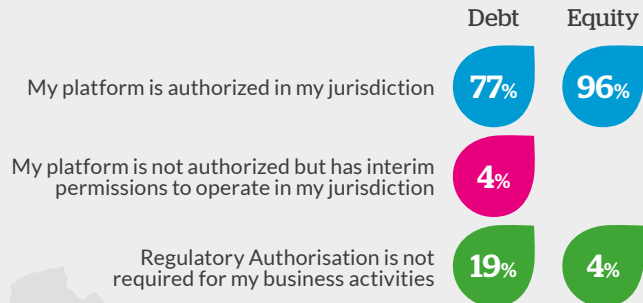 Debt Equity
My platform is authorized in my jurisdiction 77% 96%
My platform is not authorized but has interim
permissions to operate in my jurisdiction 4%
Regulatory Authorisation is not
required for my business activities 19% 4%